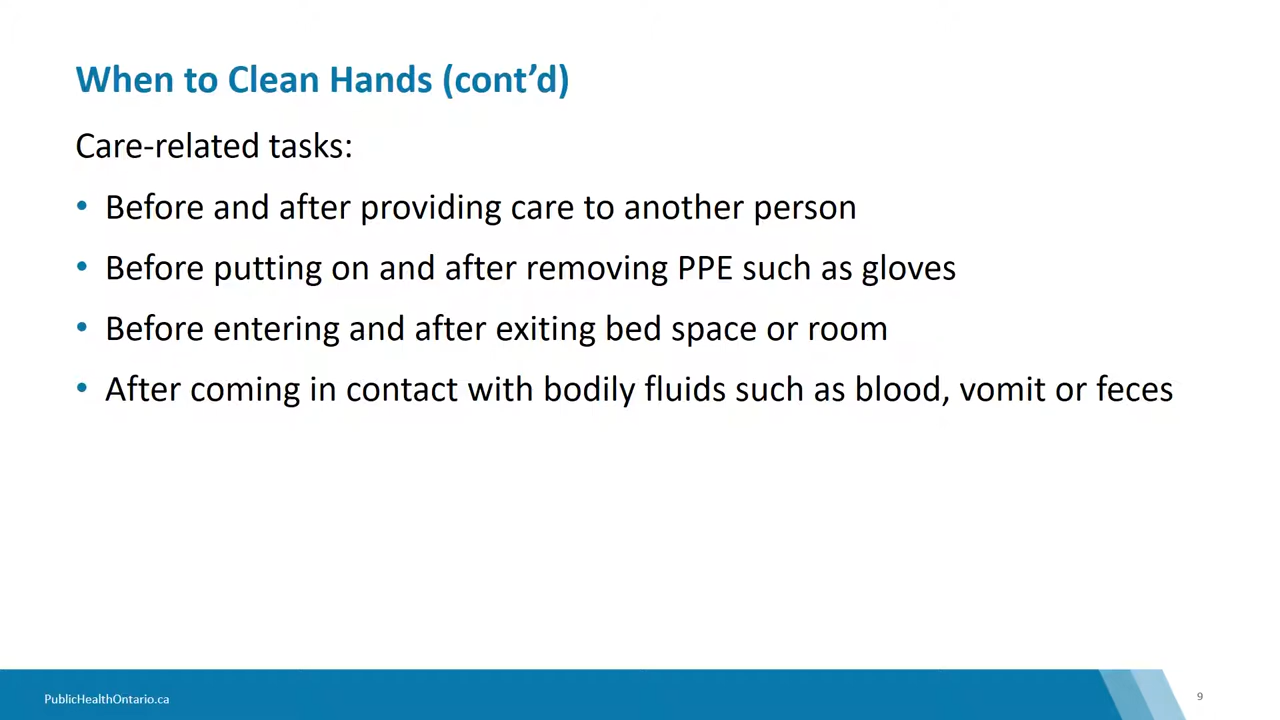 When to Clean Hands (cont’d)
Care-related tasks:
• Before and after providing care to another person
• Before putting on and after removing PPE such as gloves
• Before entering and after exiting bed space or room
• After coming in contact with bodily fluids such as blood, vomit or feces
PublicHealthOntario.ca
9